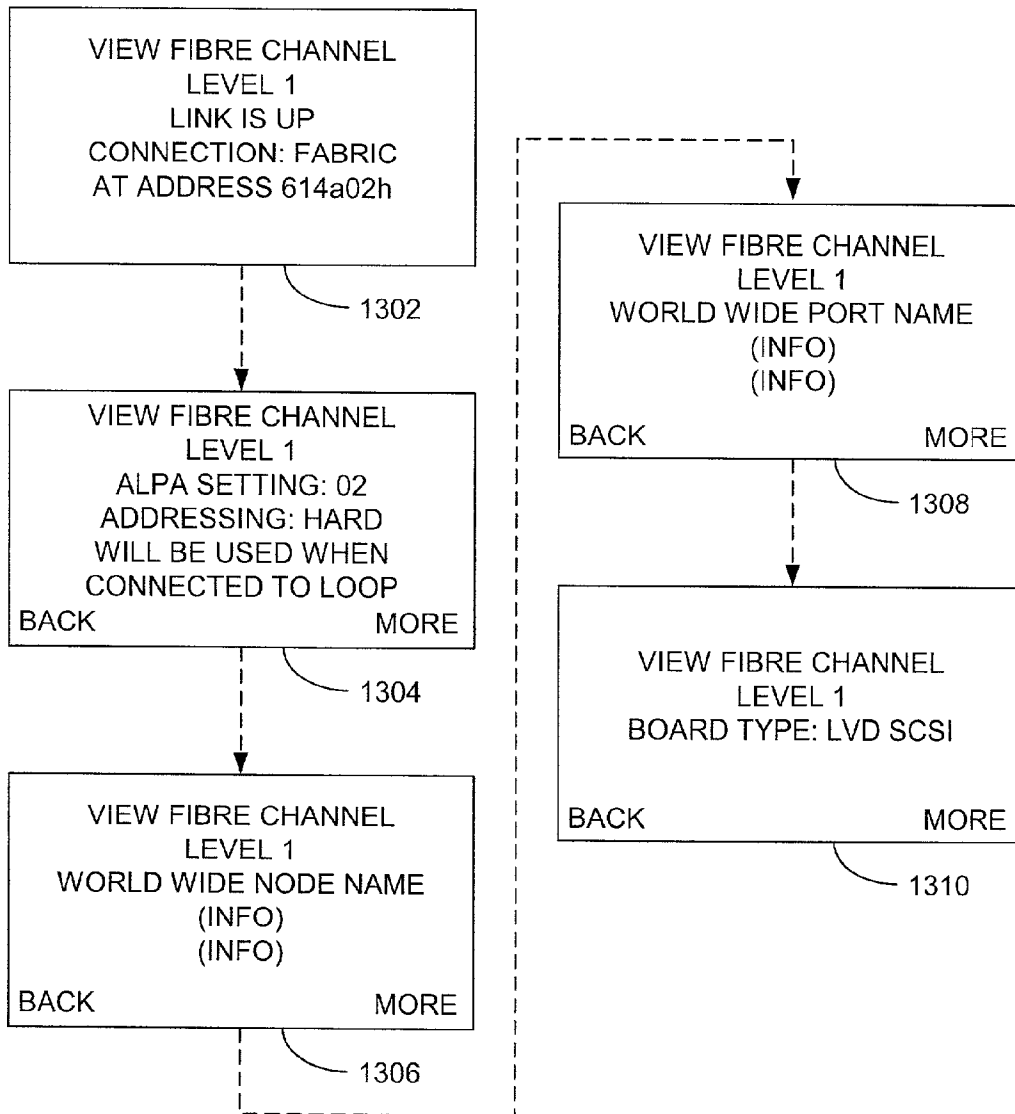 VIEW FIBRE CHANNEL
LEVEL 1
LINK IS UP
CONNECTION: FABRIC
AT ADDRESS 614a02h
1302
VIEW FIBRE CHANNEL
LEVEL 1
ALPA SETTING: 02
ADDRESSING: HARD
WILL BE USED WHEN
CONNECTED TO LOOP
BACK MORE
1304
VIEW FIBRE CHANNEL
LEVEL 1
WORLD WIDE NODE NAME
(INFO)
(INFO)
BACK MORE
1306
VIEW FIBRE CHANNEL
LEVEL 1
WORLD WIDE PORT NAME
(INFO)
(INFO)
BACK MORE
1308
VIEW FIBRE CHANNEL
LEVEL 1
BOARD TYPE: LVD SCSI
BACK MORE
1310